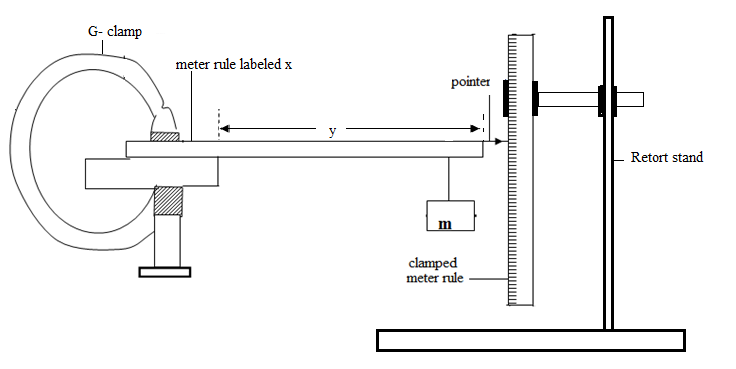 G- clamp
meter rule labeled x
pointer
y
Retort stand
m
clamped
meter rule